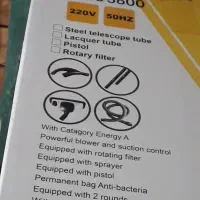 3600
220V 50HZ
Steel telescope tube
Lacquer tube
Pistol
Rotary filter
With Catagory Energy A
Powerful blower and suction control
Equipped with rotating filter
Equipped with sprayer
Equipped with pistol
Permanent bag Anti-bacteria
Equipped with 2 rounds